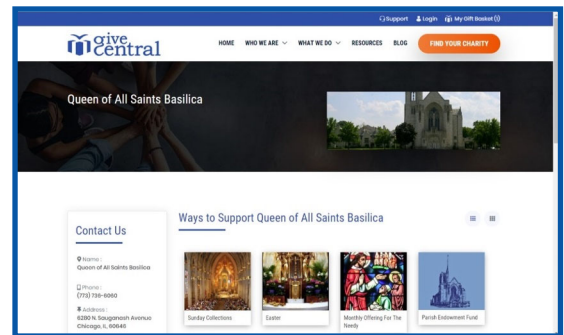 Support Login My Gift Basket (1)
give central
HOME WHO WE ARE WHAT WE DO RESOURCES BLOG FIND YOUR CHARITY
Queen of All Saints Basilica
Ways to Support Queen of All Saints Basilica
Contact Us
Name :
Queen of All Saints Basilica
Phone :
(773) 736-6060
Address :
6280 N. Sauganash Avenue
Chicago, IL, 60646
Sunday Collections
Easter
Monthly Offering For The
Needy
Parish Endowment Fund